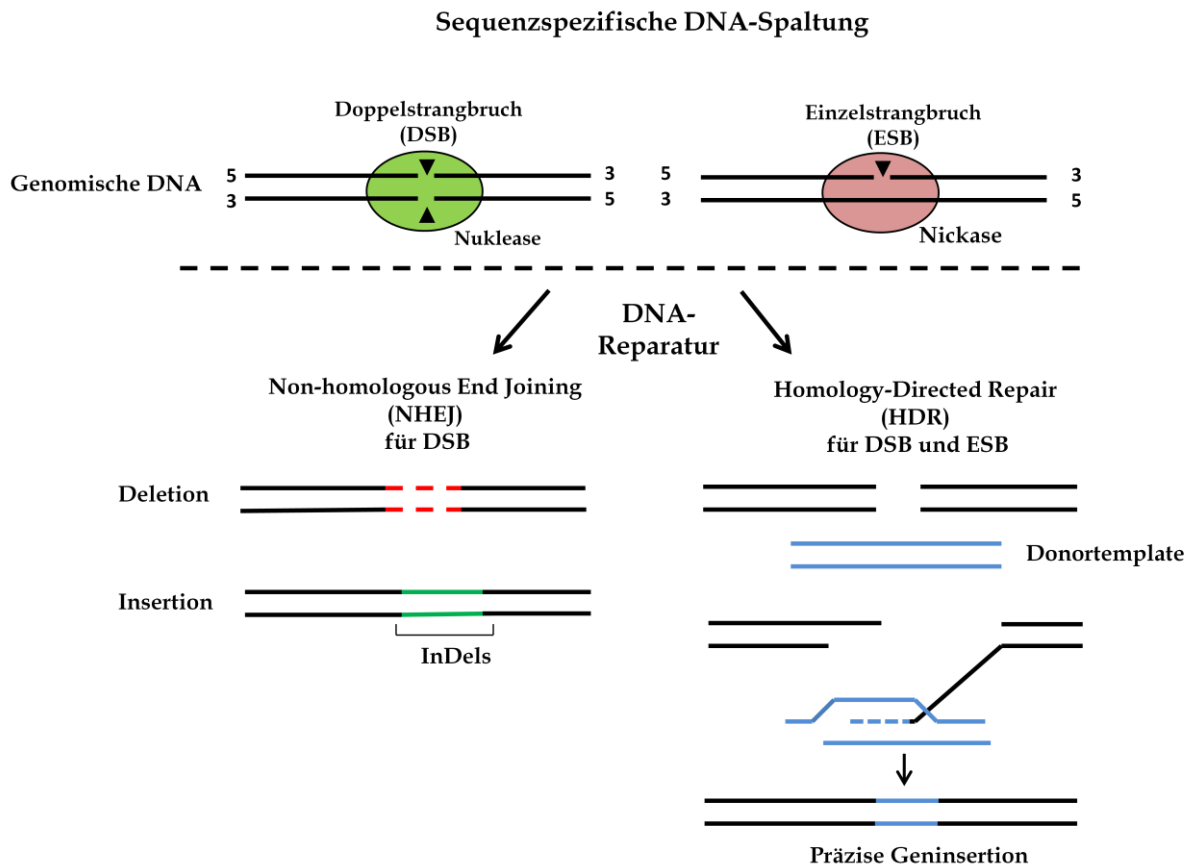 Sequenzspezifische DNA-Spaltung
Doppelstrangbruch
(DSB)
Einzelstrangbruch
(ESB)
Genomische DNA
5 3 5 3
3 5 3 5
Nuklease
Nickase
DNA-
Reparatur
Non-homologous End Joining
(NHEJ)
für DSB
Homology-Directed Repair
(HDR)
für DSB und ESB
Deletion
Donortemplate
Insertion
InDels
Präzise Geninsertion